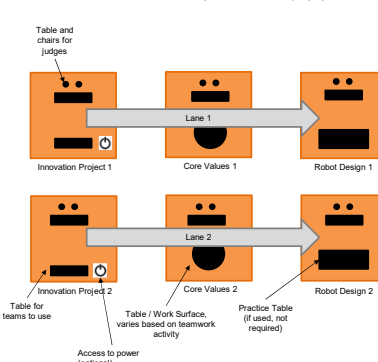 Table and
chairs for
judges
Lane 1
Innovation Project 1
Core Values 1
Robot Design 1
Lane 2
Innovation Project 2
Core Values 2
Robot Design 2
Table for
teams to use
Table / Work Surface,
varies based on teamwork
activity
Practice Table
(if used, not
required)
Access to power
(optional)